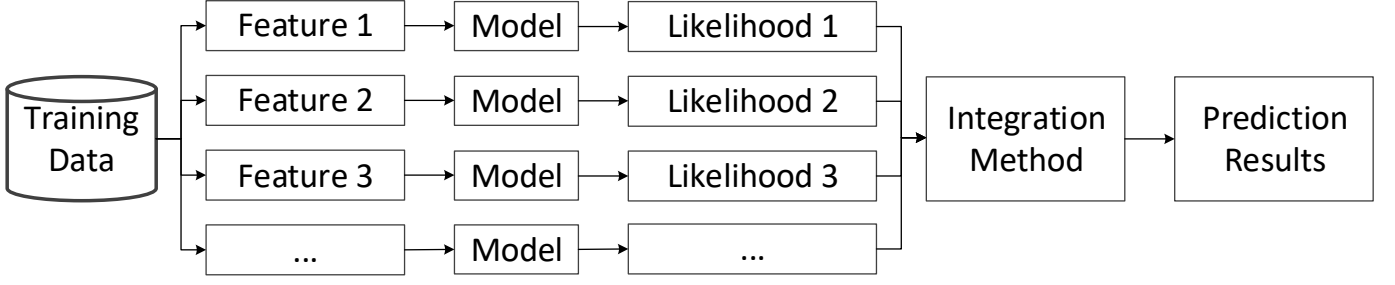 Training
Data
Feature 1
Model
Likelihood 1
Feature 2
Model
Likelihood 2
Feature 3
Model
Likelihood 3
...
Model
...
Integration
Method
Prediction
Results